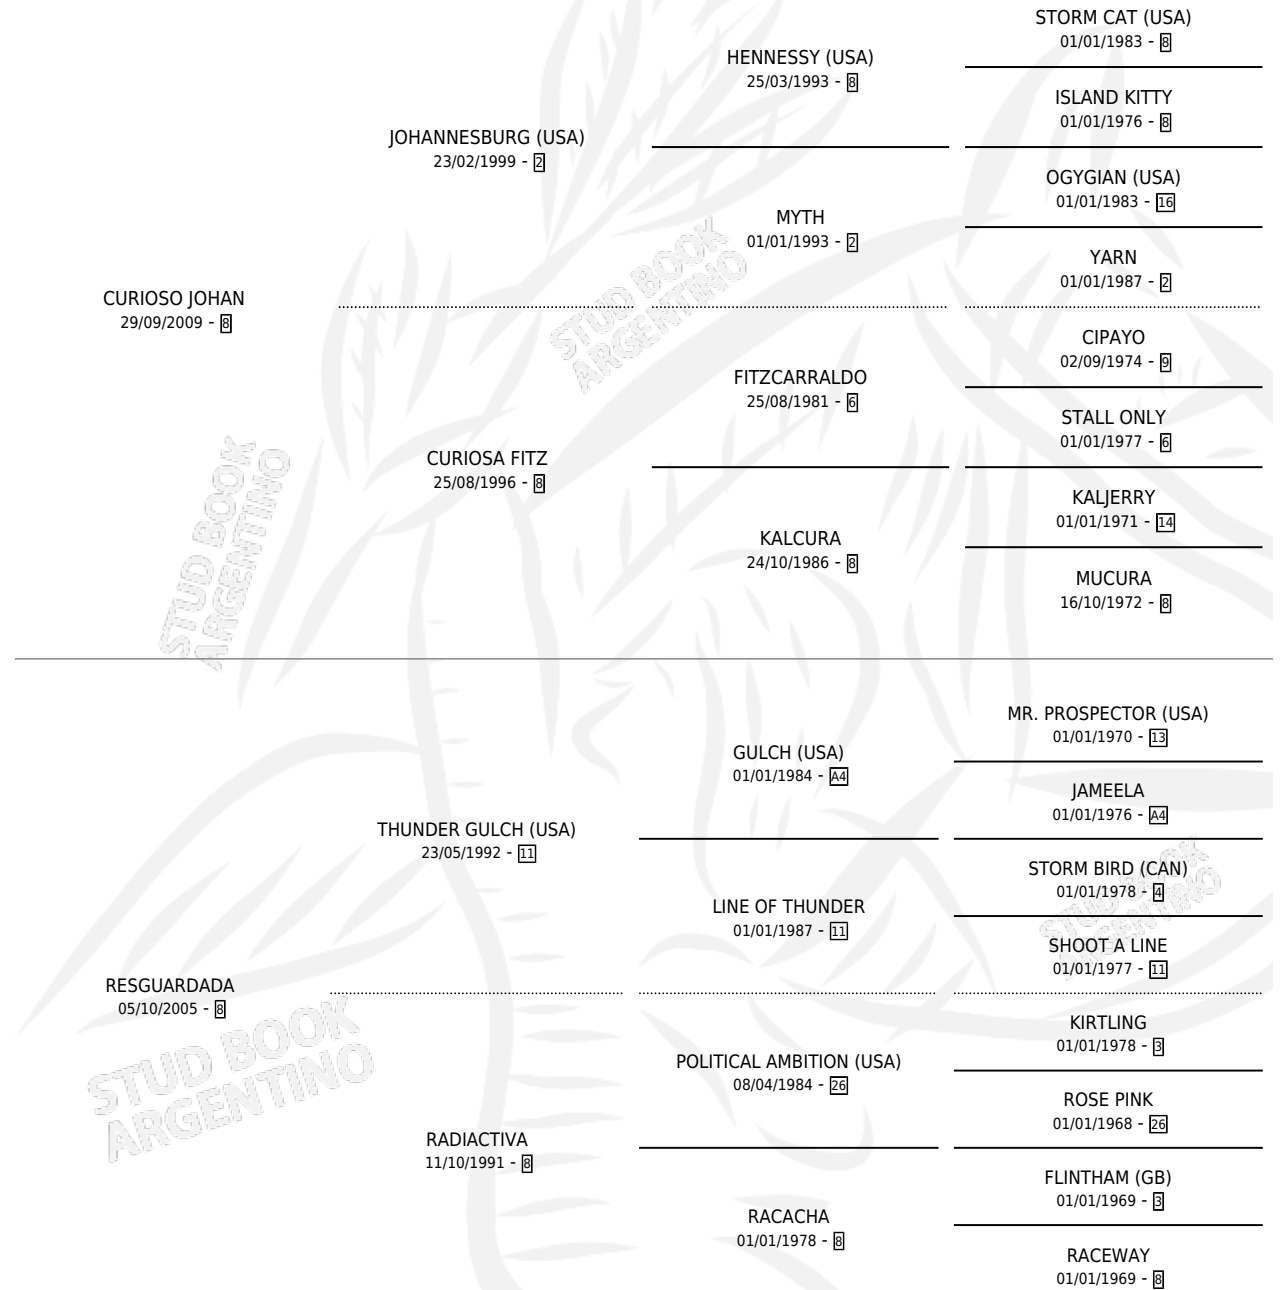 STORM CAT (USA)
01/01/1983 - 8
HENNESSY (USA)
25/03/1993 - 8
ISLAND KITTY
01/01/1976 - 8
JOHANNESBURG (USA)
23/02/1999 - 2
OGYGIAN (USA)
01/01/1983 - 16
MYTH
01/01/1993 - 2
YARN
01/01/1987 - 2
CURIOSO JOHAN
29/09/2009 - 8
CIPAYO
02/09/1974 - 9
FITZCARRALDO
25/08/1981 - 6
STALL ONLY
01/01/1977 - 6
CURIOSA FITZ
25/08/1996 - 8
KALJERRY
01/01/1971 - 14
KALCURA
24/10/1986 - 8
MUCURA
16/10/1972 - 8
MR. PROSPECTOR (USA)
01/01/1970 - 13
GULCH (USA)
01/01/1984 - A4
JAMEELA
01/01/1976 - A4
THUNDER GULCH (USA)
23/05/1992 - 11
STORM BIRD (CAN)
01/01/1978 - 4
LINE OF THUNDER
01/01/1987 - 11
SHOOT A LINE
01/01/1977 - 11
RESGUARDADA
05/10/2005 - 8
KIRTLING
01/01/1978 - 3
POLITICAL AMBITION (USA)
08/04/1984 - 26
ROSE PINK
01/01/1968 - 26
RADIACTIVA
11/10/1991 - 8
FLINTHAM (GB)
01/01/1969 - 3
RACACHA
01/01/1978 - 8
RACEWAY
01/01/1969 - 8
STUD BOOK
ARGENTINO
STUD BOOK
ARGENTINO
STUD BOOK
ARGENTINO
STUD BOOK
ARGENTINO